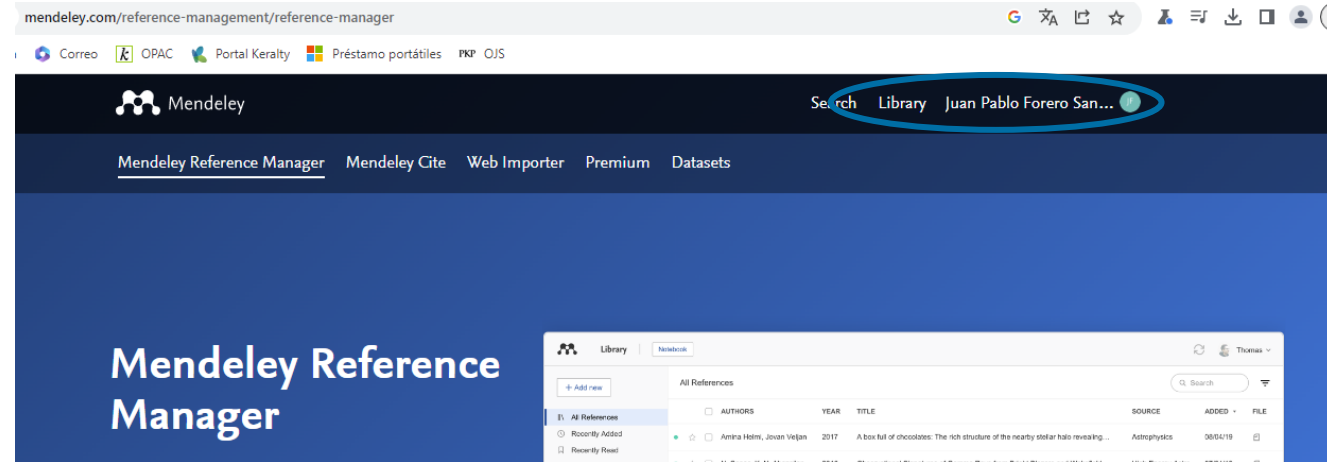 mendeley.com/reference-management/reference-manager
Correo OPAC Portal Keralty Préstamo portátiles PKP OJS
Mendeley Search Library Juan Pablo Forero San...
Mendeley Reference Manager Mendeley Cite Web Importer Premium Datasets
Mendeley Reference
Manager
Library Notebook Thomas
+ Add new All References Search
AUTHORS YEAR TITLE SOURCE ADDED FILE
All References
Recently Added Amina Helmi, Jovan Veljan 2017 A box full of chocolates: The rich structure of the nearby stellar halo revealing... Astrophysics 08/04/19
Recently Read